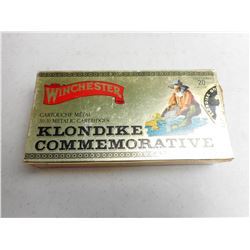 WINCHESTER
20
CARTOUCHE MÉTAL
30-30 METALLIC CARTRIDGES
KLONDIKE
COMMEMORATIVE